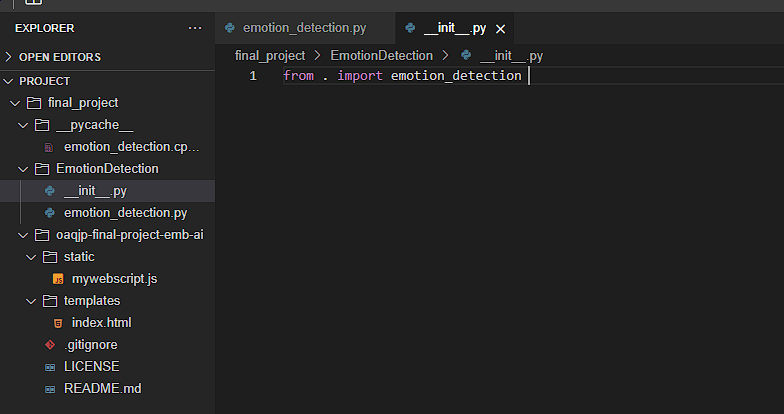 EXPLORER ...
emotion_detection.py
__init__.py
OPEN EDITORS
final_project > EmotionDetection > __init__.py
PROJECT
1 from . import emotion_detection
final_project
__pycache__
emotion_detection.cp...
EmotionDetection
__init__.py
emotion_detection.py
oaqjp-final-project-emb-ai
static
JS mywebscript.js
templates
index.html
.gitignore
LICENSE
README.md